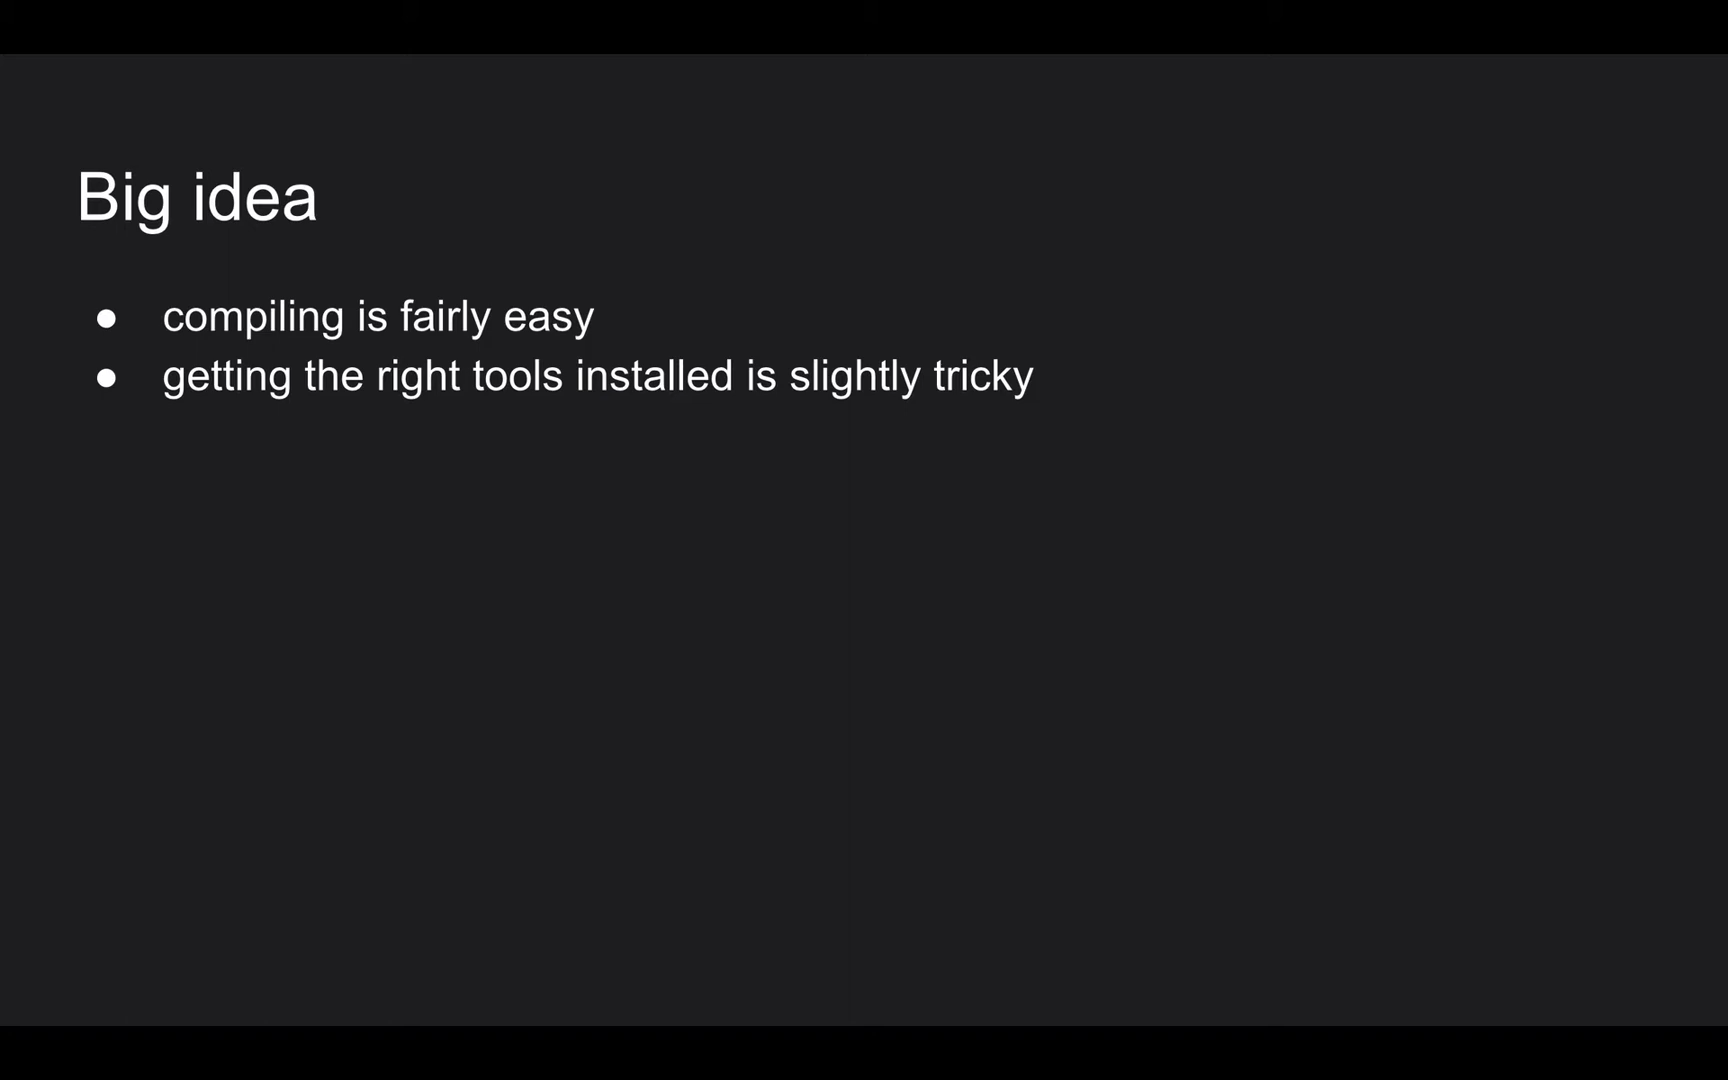 Big idea
● compiling is fairly easy
● getting the right tools installed is slightly tricky